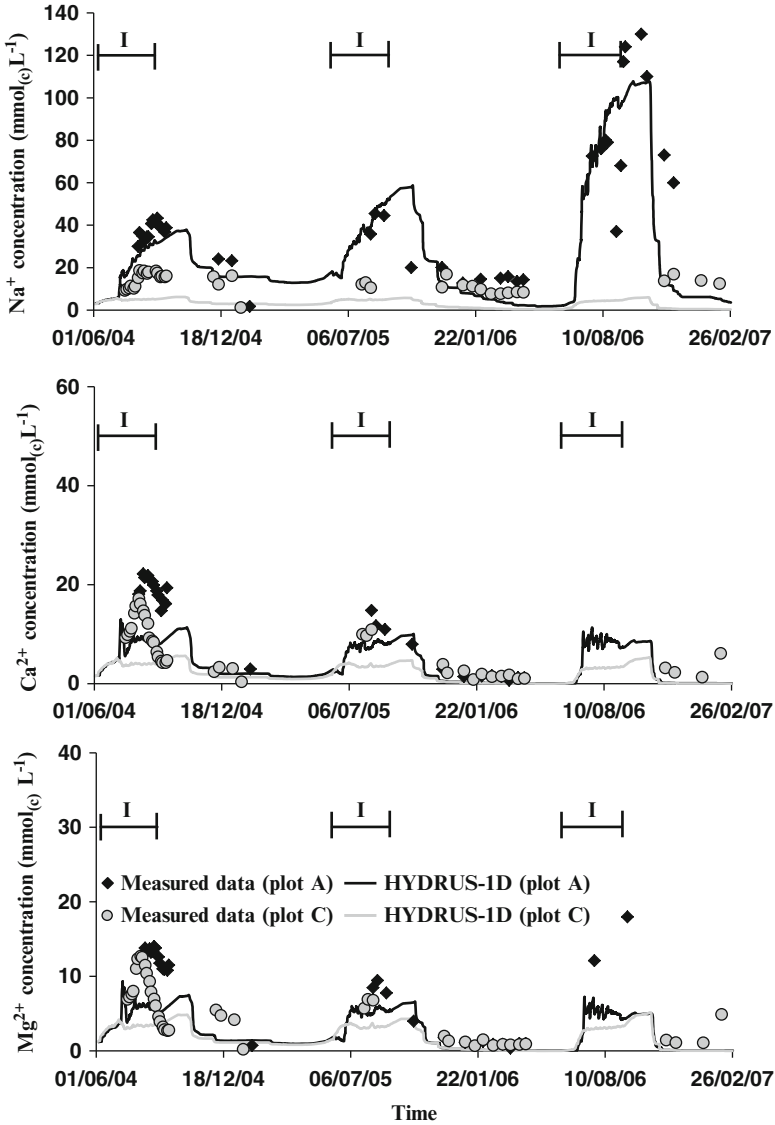 Na+ concentration (mmol(c)L-1)
140
120
100
80
60
40
20
0
I I I
01/06/04 18/12/04 06/07/05 22/01/06 10/08/06 26/02/07
Ca2+ concentration (mmol(c)L-1)
60
40
20
0
I I I
01/06/04 18/12/04 06/07/05 22/01/06 10/08/06 26/02/07
Mg2+ concentration (mmol(c) L-1)
40
30
20
10
0
I I I
Measured data (plot A) HYDRUS-1D (plot A)
Measured data (plot C) HYDRUS-1D (plot C)
01/06/04 18/12/04 06/07/05 22/01/06 10/08/06 26/02/07
Time